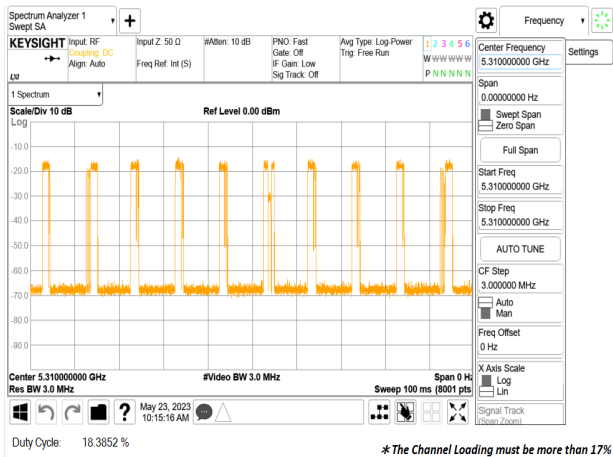 Spectrum Analyzer 1
Swept SA
Frequency
KEYSIGHT
Input: RF
Coupling: DC
Align: Auto
Input Z: 50 Ω
Freq Ref: Int (S)
#Atten: 10 dB
PNO: Fast
Gate: Off
IF Gain: Low
Sig Track: Off
Avg Type: Log-Power
Trig: Free Run
1 2 3 4 5 6
W W W W W W
P N N N N N
LXI
1 Spectrum
Scale/Div 10 dB
Ref Level 0.00 dBm
Log
-10.0
-20.0
-30.0
-40.0
-50.0
-60.0
-70.0
-80.0
-90.0
Center 5.310000000 GHz
#Video BW 3.0 MHz
Span 0 Hz
Res BW 3.0 MHz
Sweep 100 ms (8001 pts
May 23, 2023
10:15:16 AM
Center Frequency
5.310000000 GHz
Settings
Span
0.00000000 Hz
Swept Span
Zero Span
Full Span
Start Freq
5.310000000 GHz
Stop Freq
5.310000000 GHz
AUTO TUNE
CF Step
3.000000 MHz
Auto
Man
Freq Offset
0 Hz
X Axis Scale
Log
Lin
Signal Track
(Span Zoom)
Duty Cycle: 18.3852 %
* The Channel Loading must be more than 17%